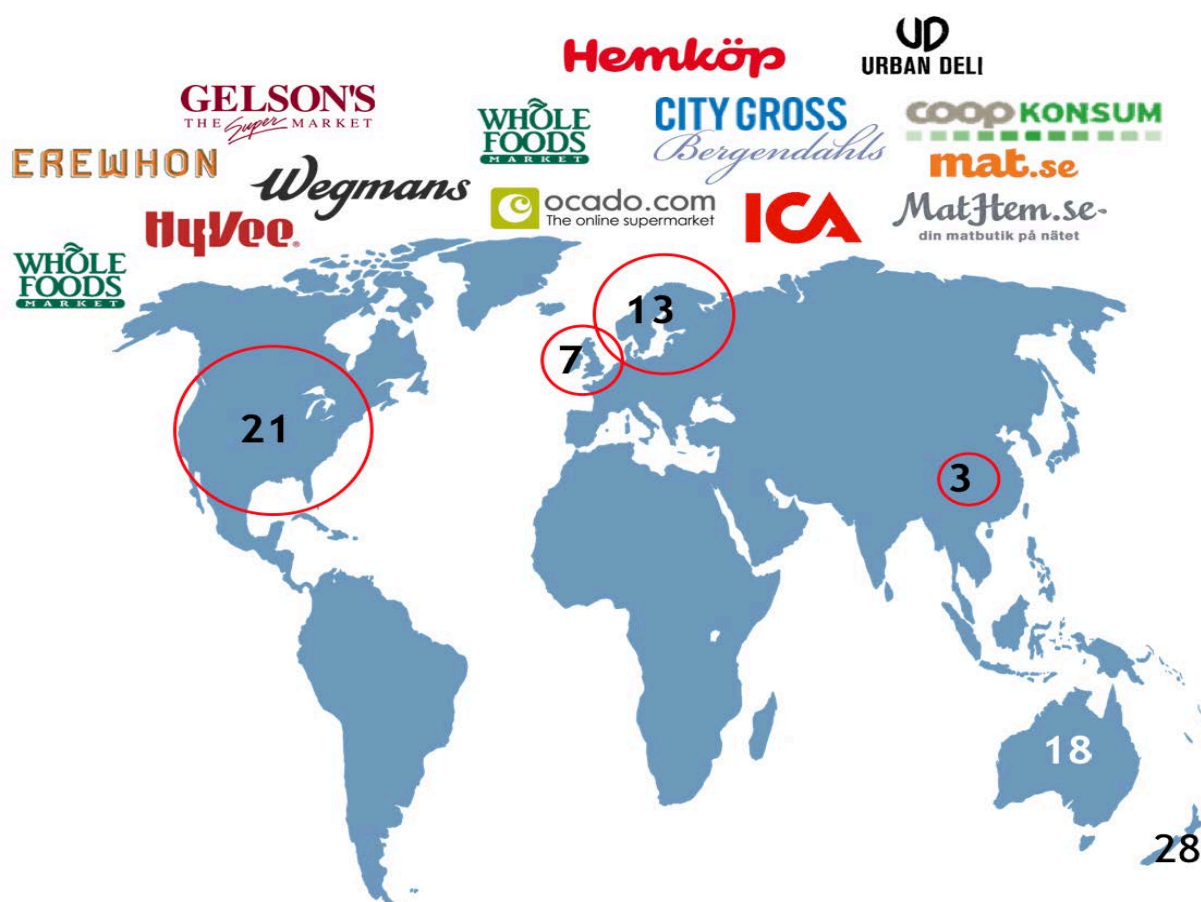 Hemköp
UD
URBAN DELI
GELSON'S
THE Super MARKET
WHOLE
FOODS
MARKET
CITY GROSS
Bergendahls
coop KONSUM
EREWHON
Wegmans
mat.se
ocado.com
The online supermarket
ICA
MatHem.se
din matbutik på nätet
HyVee
WHOLE
FOODS
MARKET
13
7
21
3
18
28